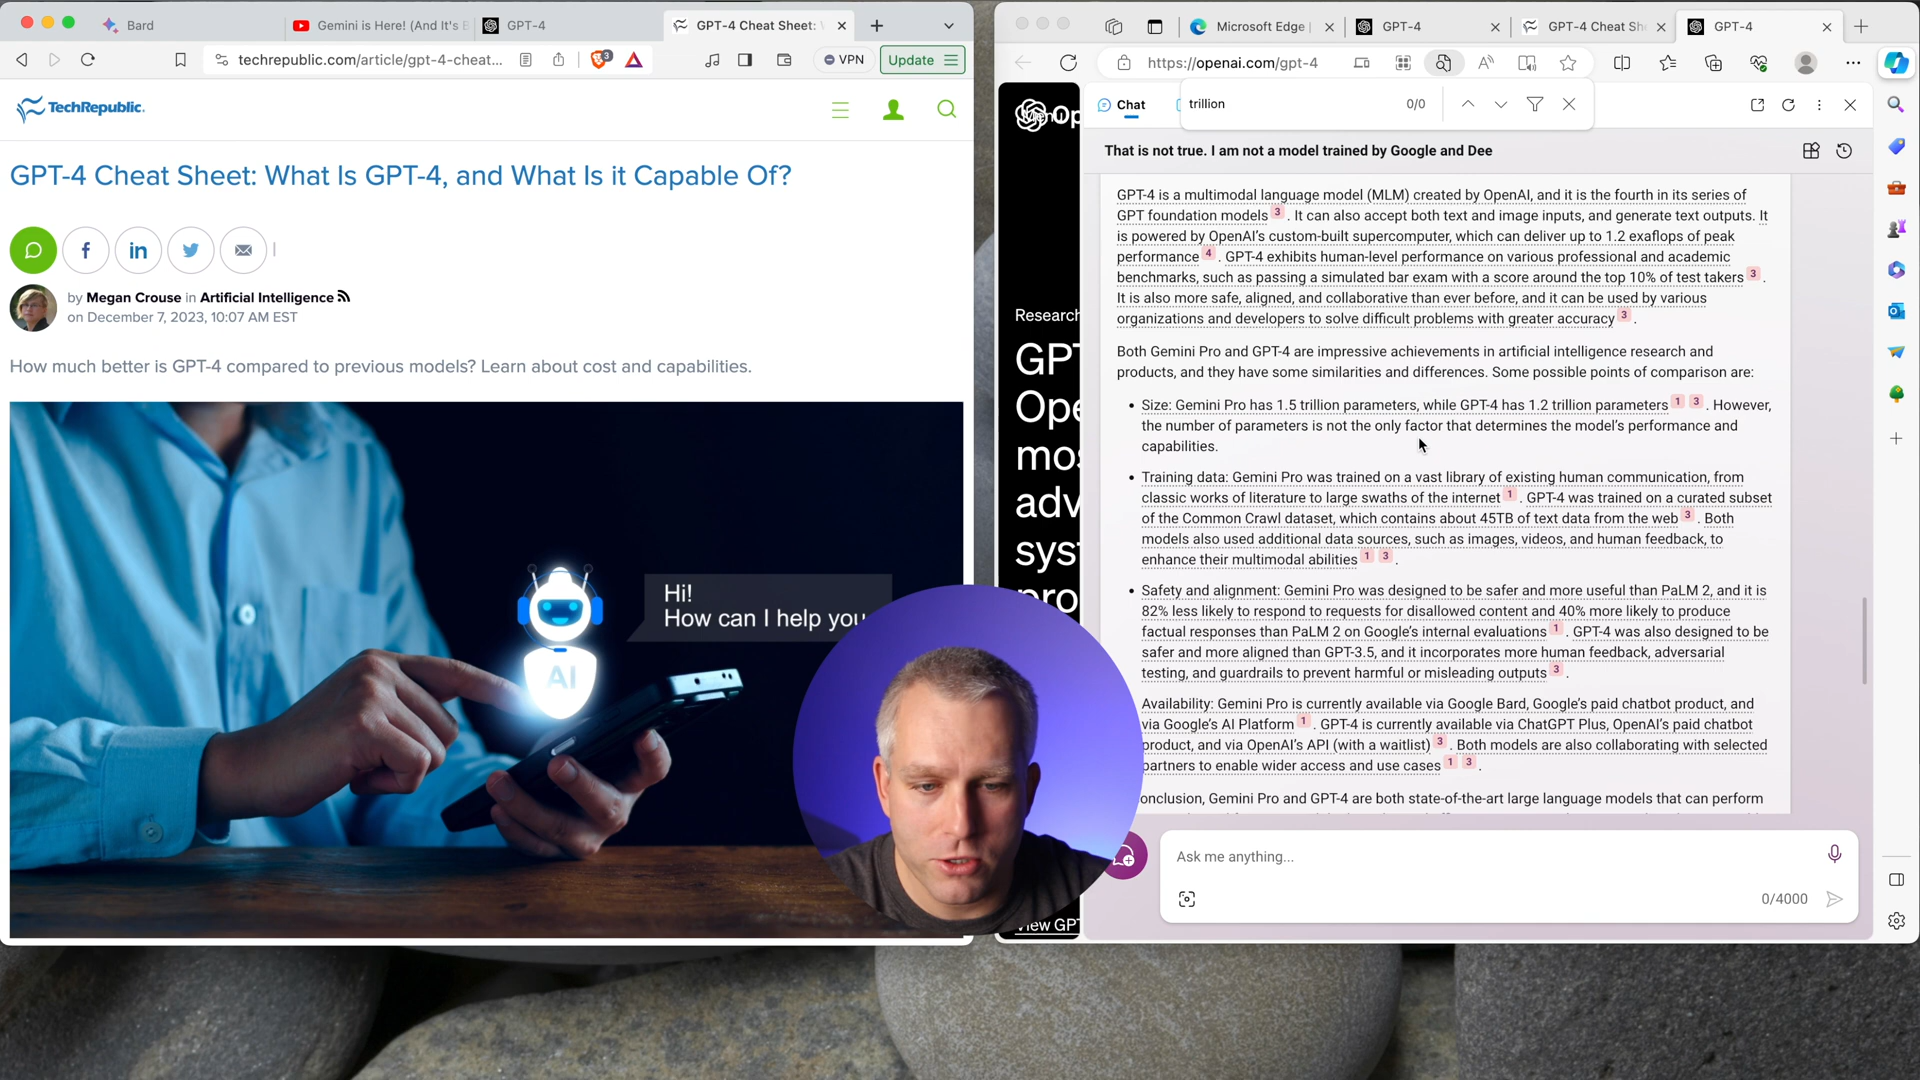 Bard
Gemini is Here! (And It's B
GPT-4
GPT-4 Cheat Sheet: W
techrepublic.com/article/gpt-4-cheat...
3
VPN
Update
TechRepublic.
GPT-4 Cheat Sheet: What Is GPT-4, and What Is it Capable Of?
by Megan Crouse in Artificial Intelligence
on December 7, 2023, 10:07 AM EST
How much better is GPT-4 compared to previous models? Learn about cost and capabilities.
Hi!
How can I help you
AI
Microsoft Edge |
GPT-4
GPT-4 Cheat Sh
GPT-4
https://openai.com/gpt-4
trillion
0/0
Chat
Menu
Op
That is not true. I am not a model trained by Google and Dee
Research
GPT
Ope
mos
adv
syst
pro
View GPT
GPT-4 is a multimodal language model (MLM) created by OpenAI, and it is the fourth in its series of
GPT foundation models 3 . It can also accept both text and image inputs, and generate text outputs. It
is powered by OpenAI's custom-built supercomputer, which can deliver up to 1.2 exaflops of peak
performance 4 . GPT-4 exhibits human-level performance on various professional and academic
benchmarks, such as passing a simulated bar exam with a score around the top 10% of test takers 3 .
It is also more safe, aligned, and collaborative than ever before, and it can be used by various
organizations and developers to solve difficult problems with greater accuracy 3 .
Both Gemini Pro and GPT-4 are impressive achievements in artificial intelligence research and
products, and they have some similarities and differences. Some possible points of comparison are:
• Size: Gemini Pro has 1.5 trillion parameters, while GPT-4 has 1.2 trillion parameters 1 3 . However,
the number of parameters is not the only factor that determines the model's performance and
capabilities.
• Training data: Gemini Pro was trained on a vast library of existing human communication, from
classic works of literature to large swaths of the internet 1 . GPT-4 was trained on a curated subset
of the Common Crawl dataset, which contains about 45TB of text data from the web 3 . Both
models also used additional data sources, such as images, videos, and human feedback, to
enhance their multimodal abilities 1 3 .
• Safety and alignment: Gemini Pro was designed to be safer and more useful than PaLM 2, and it is
82% less likely to respond to requests for disallowed content and 40% more likely to produce
factual responses than PaLM 2 on Google's internal evaluations 1 . GPT-4 was also designed to be
safer and more aligned than GPT-3.5, and it incorporates more human feedback, adversarial
testing, and guardrails to prevent harmful or misleading outputs 3 .
Availability: Gemini Pro is currently available via Google Bard, Google's paid chatbot product, and
via Google's AI Platform 1 . GPT-4 is currently available via ChatGPT Plus, OpenAI's paid chatbot
product, and via OpenAI's API (with a waitlist) 3 . Both models are also collaborating with selected
partners to enable wider access and use cases 1 3 .
onclusion, Gemini Pro and GPT-4 are both state-of-the-art large language models that can perform
Ask me anything...
0/4000